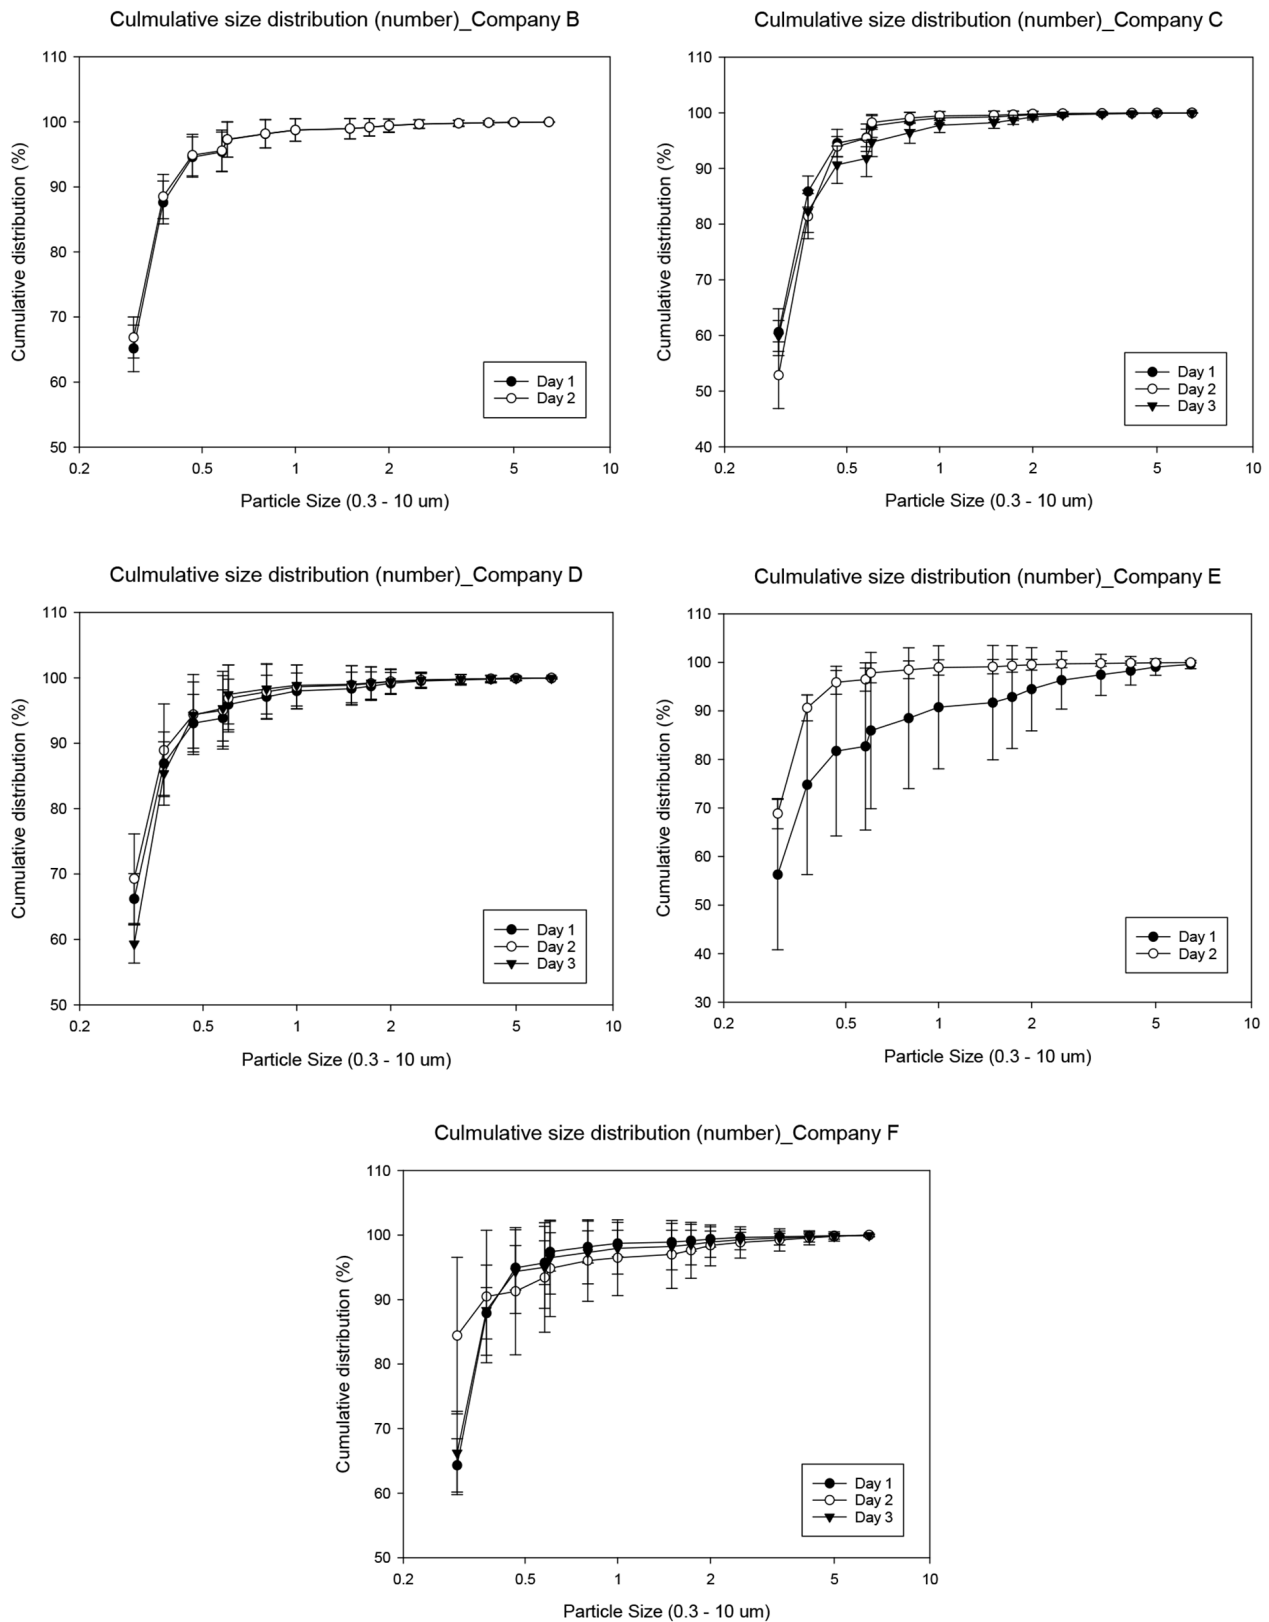 Culmulative size distribution (number)_Company B
Cumulative distribution (%)
110
100
90
80
70
60
50
0.2 0.5 1 2 5 10
Particle Size (0.3 - 10 um)
Day 1
Day 2
Culmulative size distribution (number)_Company C
Cumulative distribution (%)
110
100
90
80
70
60
50
40
0.2 0.5 1 2 5 10
Particle Size (0.3 - 10 um)
Day 1
Day 2
Day 3
Culmulative size distribution (number)_Company D
Cumulative distribution (%)
110
100
90
80
70
60
50
0.2 0.5 1 2 5 10
Particle Size (0.3 - 10 um)
Day 1
Day 2
Day 3
Culmulative size distribution (number)_Company E
Cumulative distribution (%)
110
100
90
80
70
60
50
40
30
0.2 0.5 1 2 5 10
Particle Size (0.3 - 10 um)
Day 1
Day 2
Culmulative size distribution (number)_Company F
Cumulative distribution (%)
110
100
90
80
70
60
50
0.2 0.5 1 2 5 10
Particle Size (0.3 - 10 um)
Day 1
Day 2
Day 3